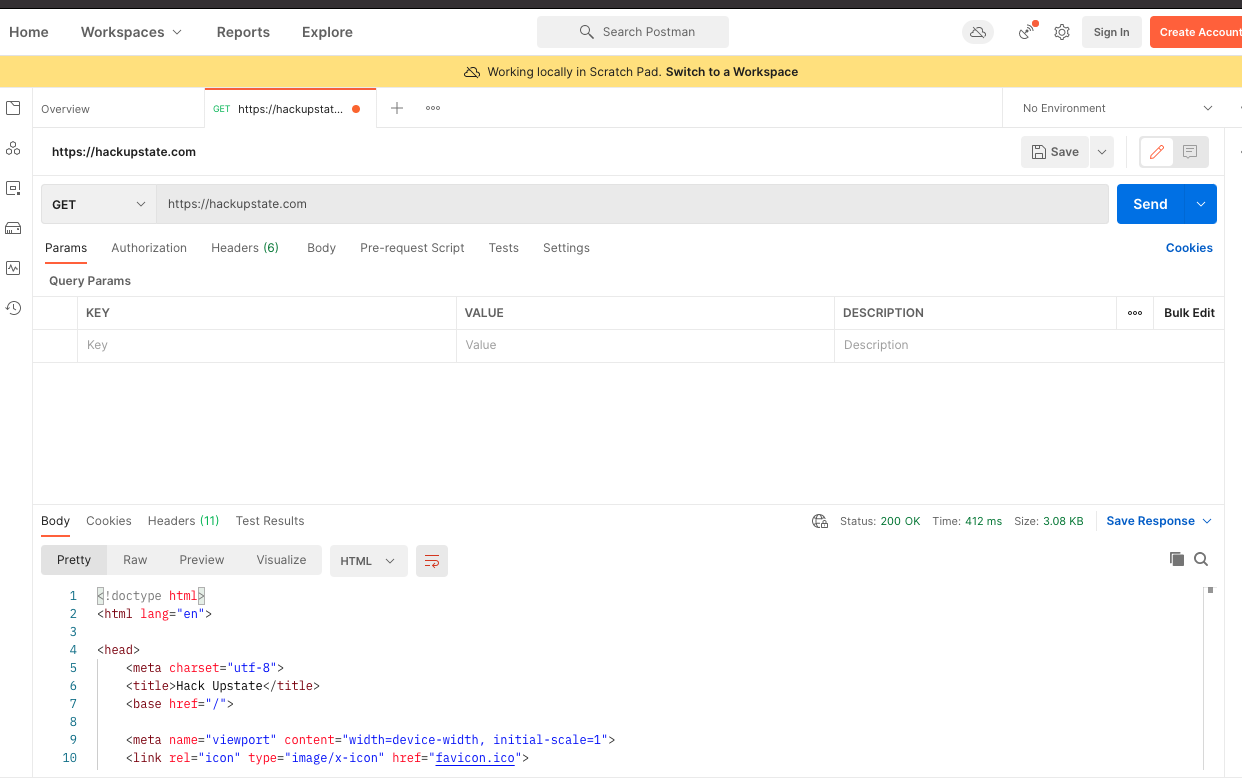 Home Workspaces Reports Explore Search Postman Sign In Create Account
Working locally in Scratch Pad. Switch to a Workspace
Overview GET https://hackupstat... No Environment
https://hackupstate.com Save
GET https://hackupstate.com Send
Params Authorization Headers (6) Body Pre-request Script Tests Settings Cookies
Query Params
KEY VALUE DESCRIPTION Bulk Edit
Key Value Description
Body Cookies Headers (11) Test Results Status: 200 OK Time: 412 ms Size: 3.08 KB Save Response
Pretty Raw Preview Visualize HTML
1 <!doctype html>
2 <html lang="en">
3
4 <head>
5 <meta charset="utf-8">
6 <title>Hack Upstate</title>
7 <base href="/">
8
9 <meta name="viewport" content="width=device-width, initial-scale=1">
10 <link rel="icon" type="image/x-icon" href="favicon.ico">